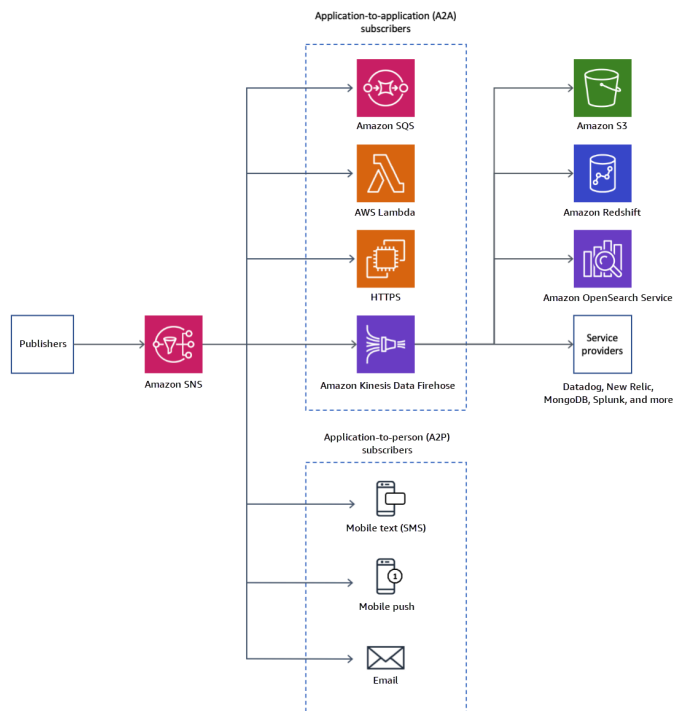 Application-to-application (A2A)
subscribers
Amazon SQS
Amazon S3
AWS Lambda
Amazon Redshift
HTTPS
Amazon OpenSearch Service
Publishers
Amazon SNS
Amazon Kinesis Data Firehose
Service
providers
Datadog, New Relic,
MongoDB, Splunk, and more
Application-to-person (A2P)
subscribers
Mobile text (SMS)
1
Mobile push
Email